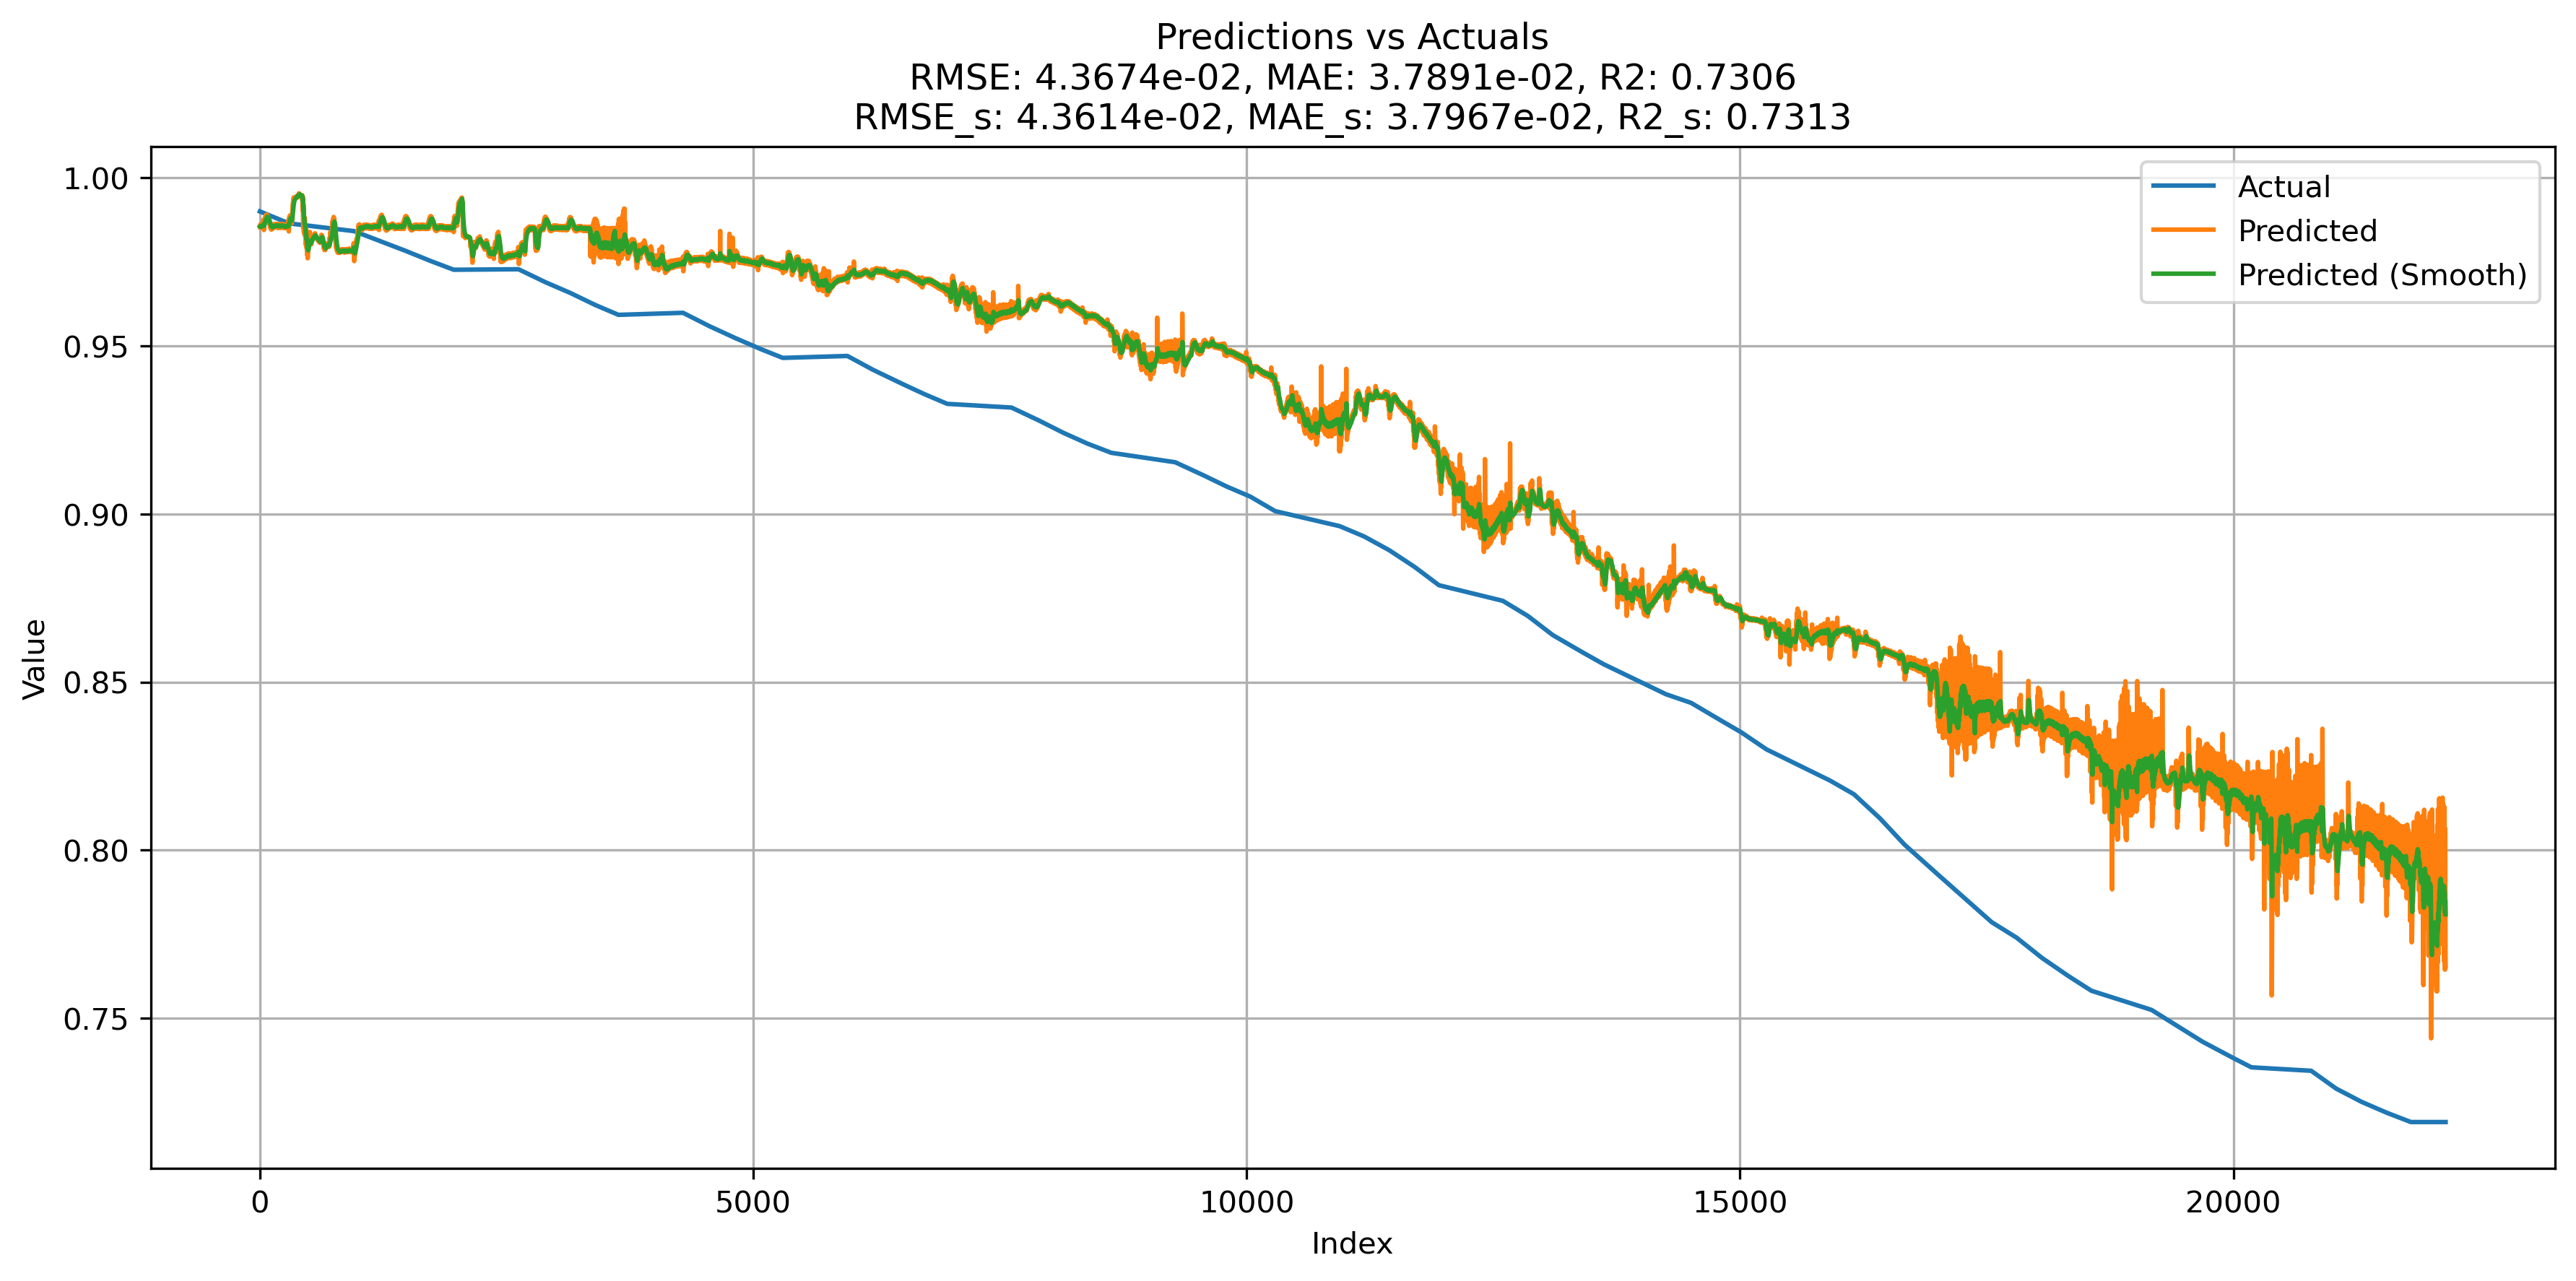 Predictions vs Actuals
RMSE: 4.3674e-02, MAE: 3.7891e-02, R2: 0.7306
RMSE_s: 4.3614e-02, MAE_s: 3.7967e-02, R2_s: 0.7313
Actual
Predicted
Predicted (Smooth)
Value
1.00
0.95
0.90
0.85
0.80
0.75
0
5000
10000
15000
20000
Index